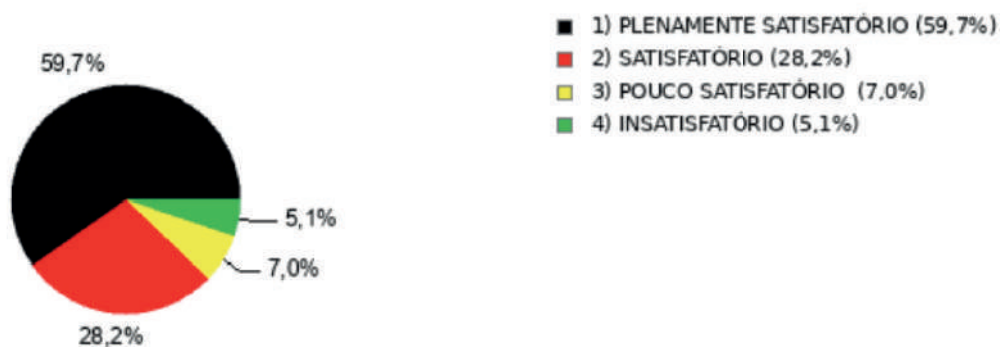 59,7%
1) PLENAMENTE SATISFATÓRIO (59,7%)
2) SATISFATÓRIO (28,2%)
3) POUCO SATISFATÓRIO (7,0%)
4) INSATISFATÓRIO (5,1%)
5,1%
7,0%
28,2%